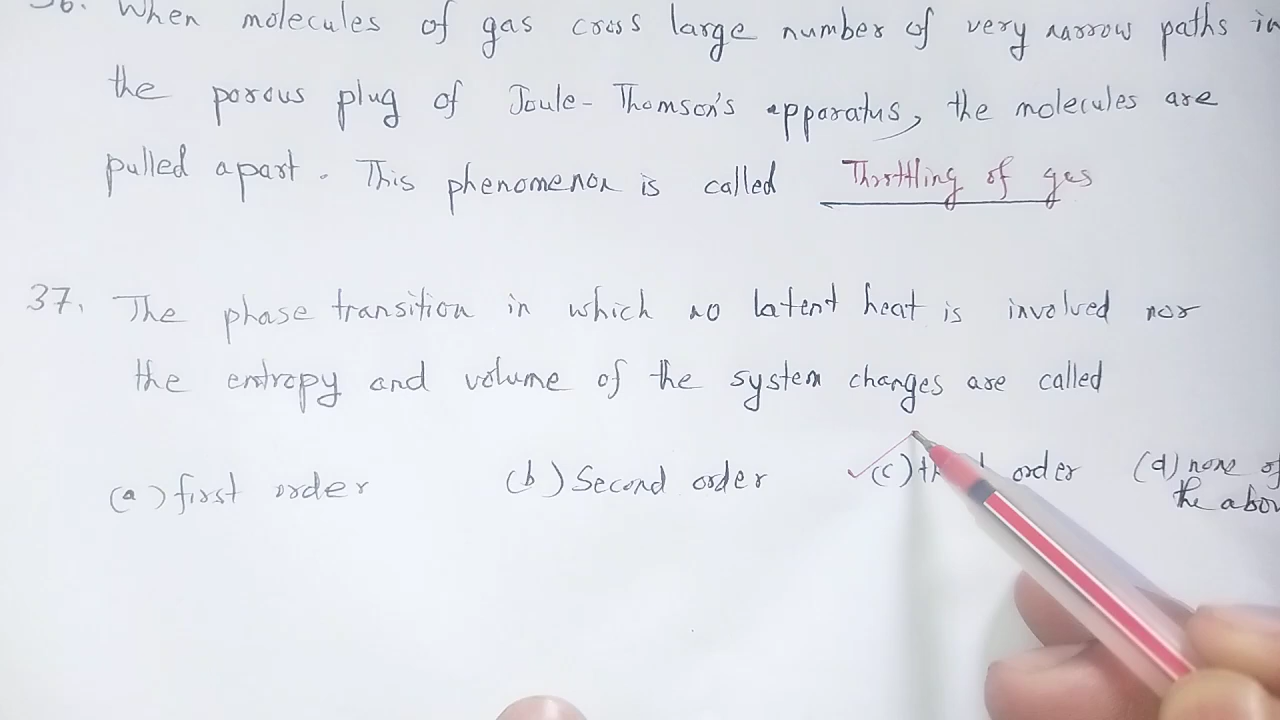 36. When molecules of gas cross large number of very narrow paths in
the porous plug of Joule-Thomson's apparatus, the molecules are
pulled apart. This phenomenon is called Throttling of gas
37. The phase transition in which no latent heat is involved nor
the entropy and volume of the system changes are called
(a) first order (b) Second order (c) order (d) none of
the abov